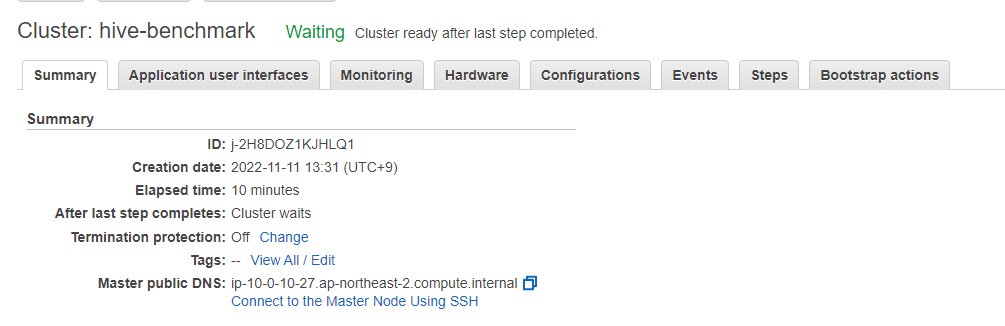 Cluster: hive-benchmark Waiting Cluster ready after last step completed.
Summary Application user interfaces Monitoring Hardware Configurations Events Steps Bootstrap actions
Summary
ID: j-2H8DOZ1KJHLQ1
Creation date: 2022-11-11 13:31 (UTC+9)
Elapsed time: 10 minutes
After last step completes: Cluster waits
Termination protection: Off Change
Tags: -- View All / Edit
Master public DNS: ip-10-0-10-27.ap-northeast-2.compute.internal
Connect to the Master Node Using SSH